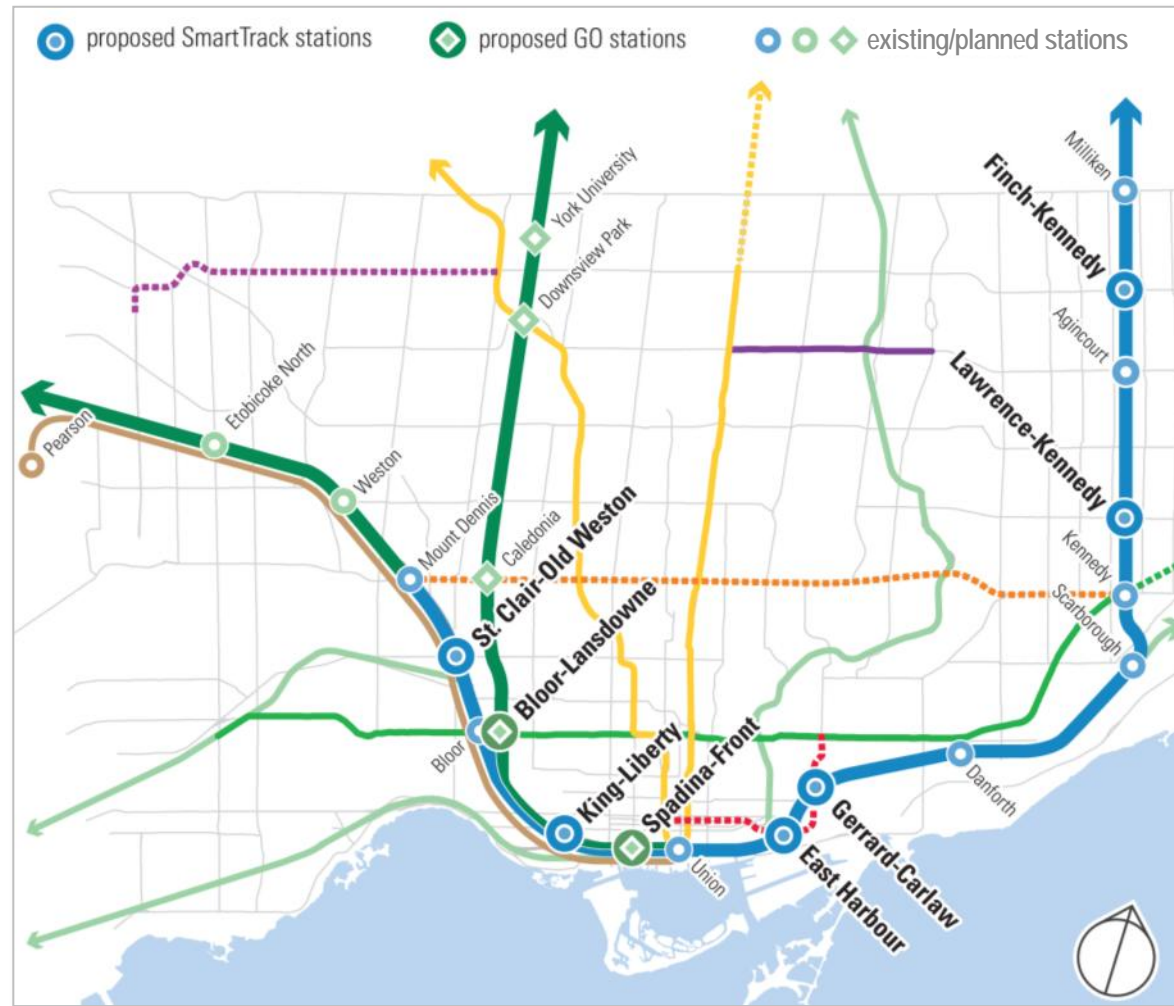 proposed SmartTrack stations
proposed GO stations
existing/planned stations
Milliken
Finch-Kennedy
York University
Downsview Park
Agincourt
Lawrence-Kennedy
Etobicoke North
Pearson
Weston
Mount Dennis
Caledonia
St. Clair-Old Weston
Kennedy
Scarborough
Bloor-Lansdowne
Bloor
King-Liberty
Spadina-Front
Danforth
Gerrard-Carlaw
Union
East Harbour